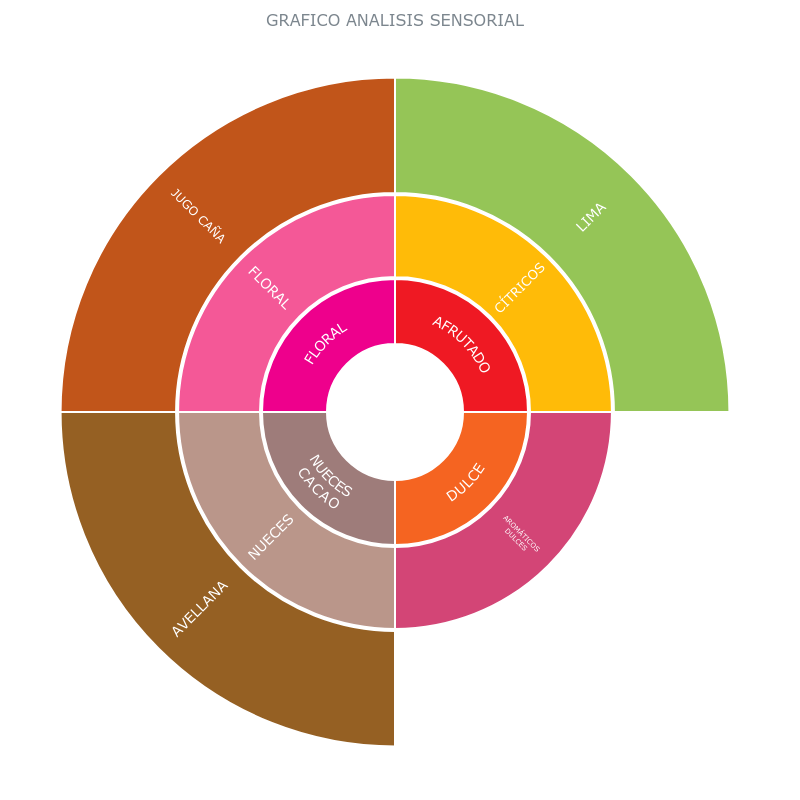 GRAFICO ANALISIS SENSORIAL
JUGO CAÑA
LIMA
FLORAL
CÍTRICOS
FLORAL
AFRUTADO
NUECES
CACAO
DULCE
NUECES
AROMÁTICOS
DULCES
AVELLANA